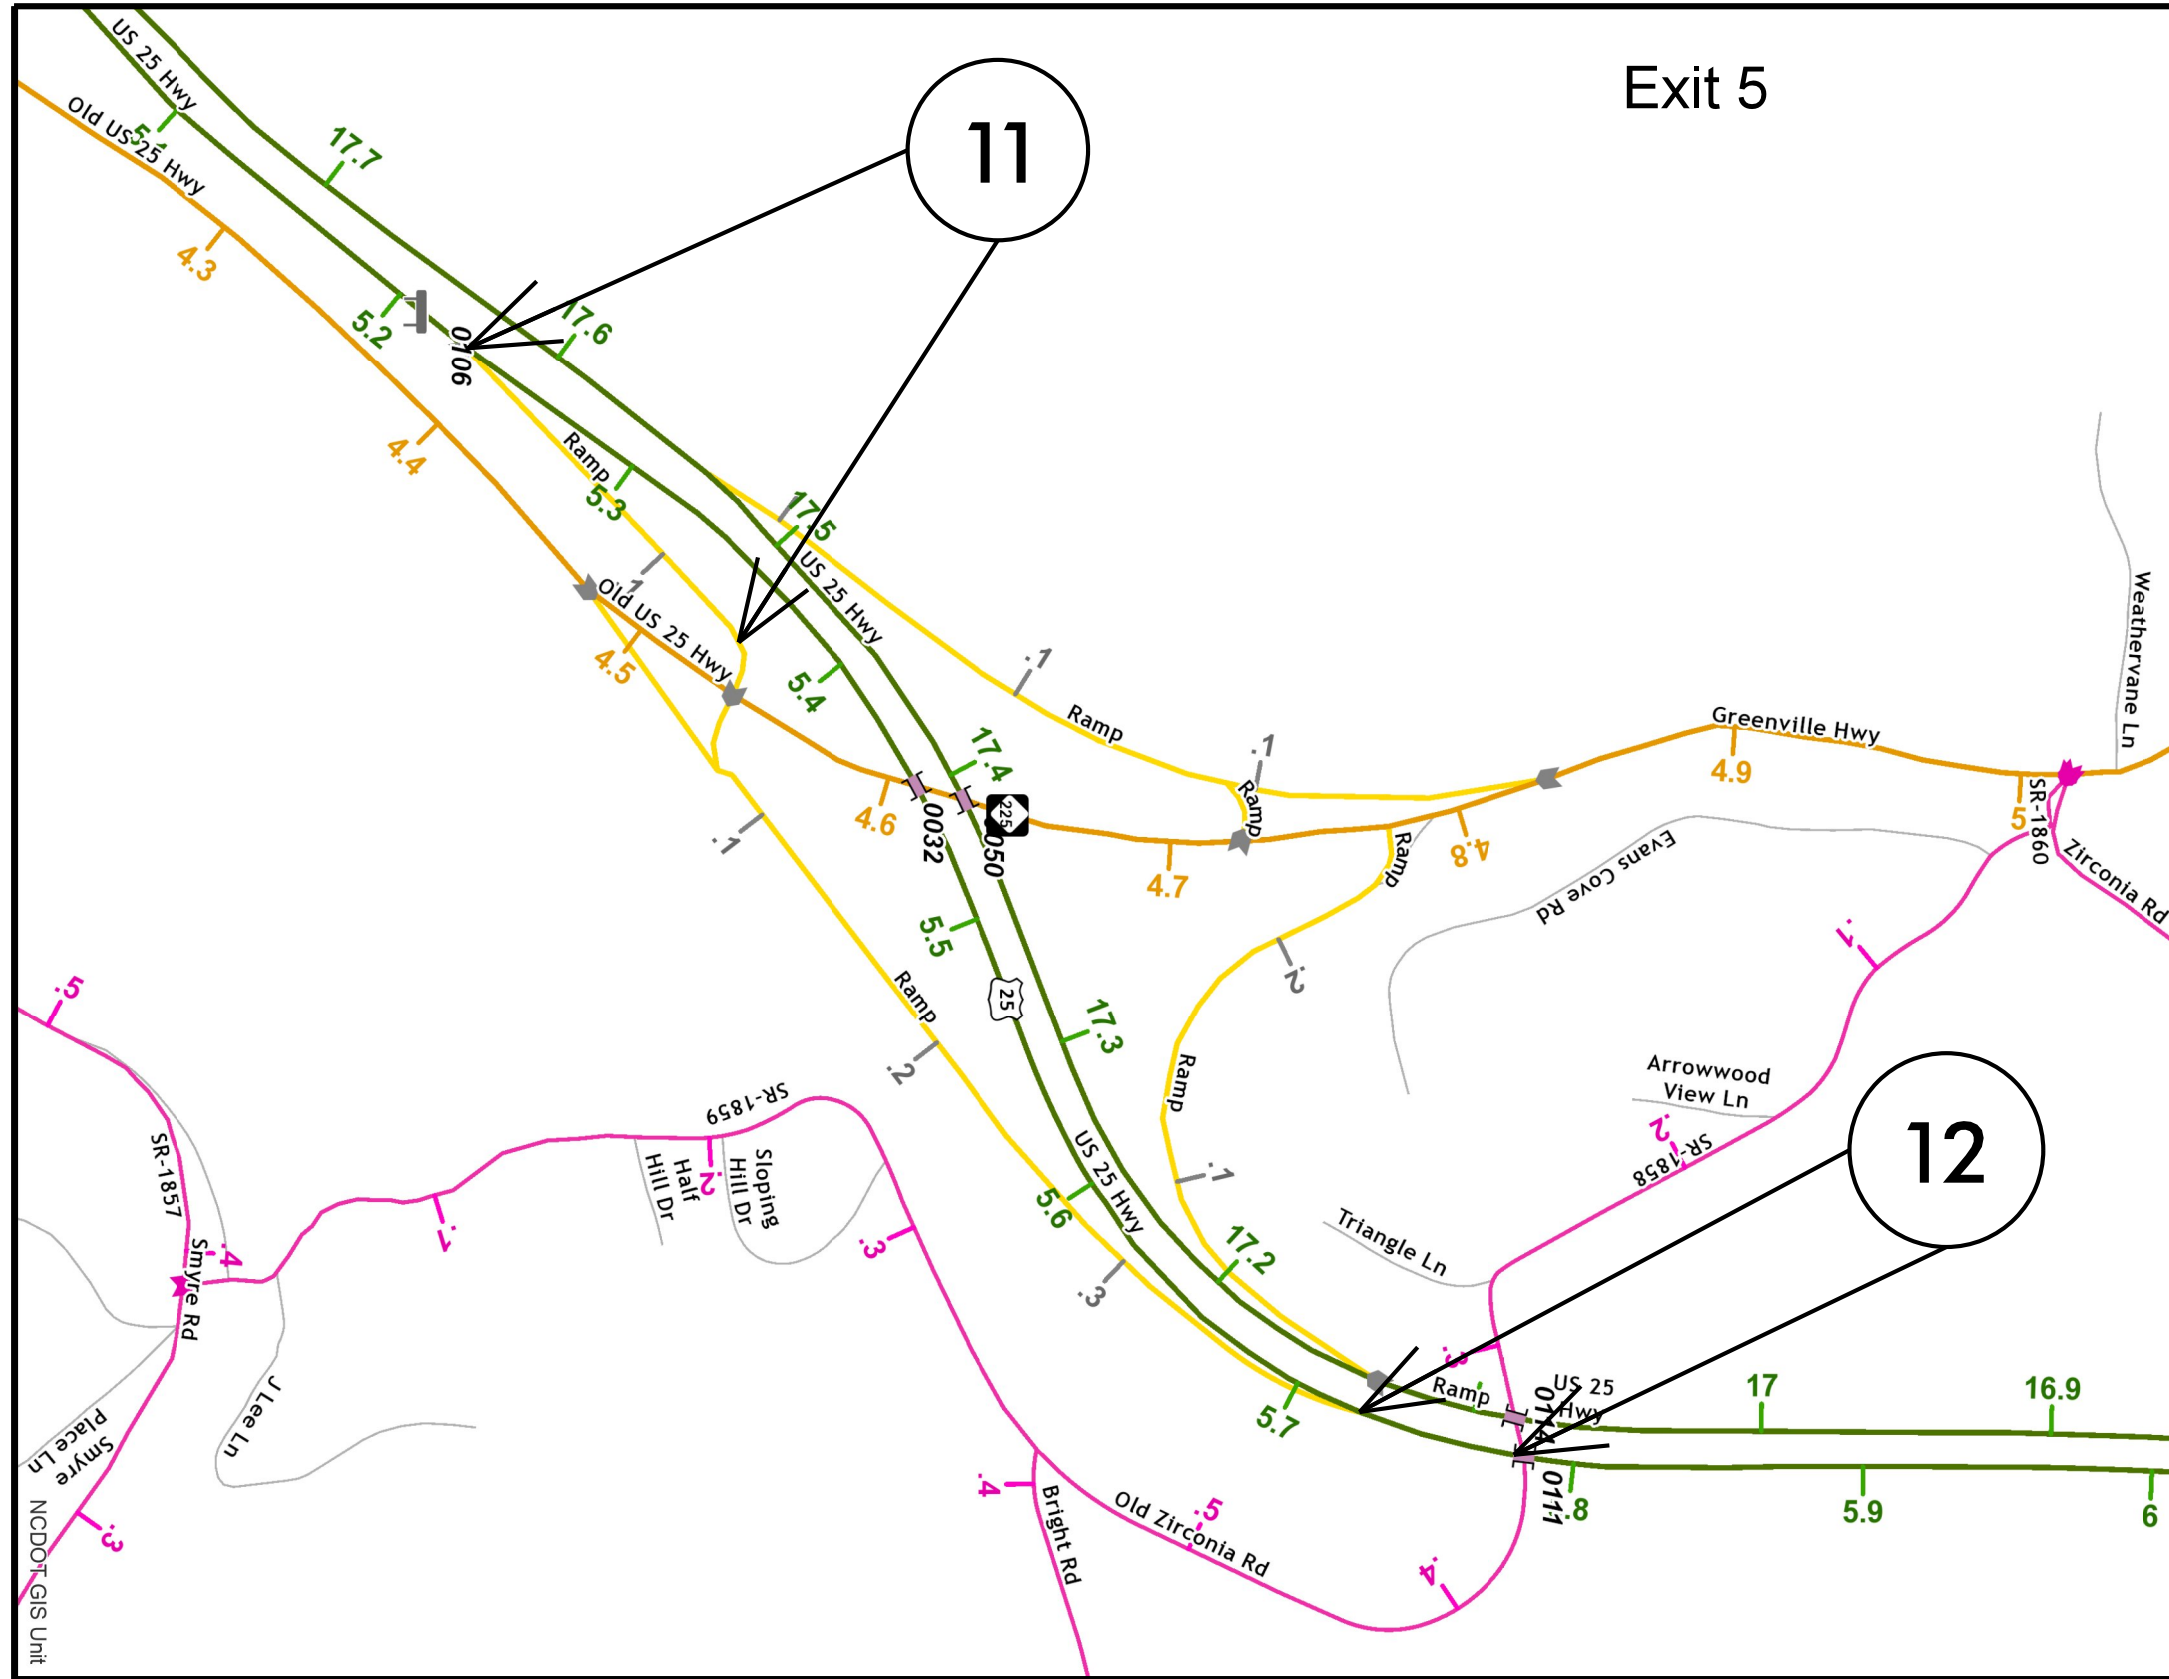 Exit 5
11
12
US 25 Hwy
Old US 25 Hwy
17.7
4.3
5.2
0106
17.6
4.4
Ramp
5.3
17.5
.1
US 25 Hwy
Old US 25 Hwy
4.5
5.4
.1
Ramp
17.4
.1
Ramp
Greenville Hwy
4.9
Weathervane Ln
4.6
0032
225
4.7
Ramp
4.8
5
SR-1860
Zirconia Rd
Evans Cove Rd
.1
5.5
25
Ramp
.2
17.3
.2
Ramp
.1
.1
Arrowwood
View Ln
.2
SR-1858
Triangle Ln
.5
SR-1857
Smyre Rd
.4
.1
SR-1859
Half
Hill Dr
.2
Sloping
Hill Dr
.3
US 25 Hwy
5.6
.3
17.2
5.7
.3
Ramp
US 25
Hwy
17
16.9
0111
.8
5.9
6
J Lee Ln
Smyre
Place Ln
.3
.4
Bright Rd
Old Zirconia Rd
.5
.4
NCDOT GIS Unit